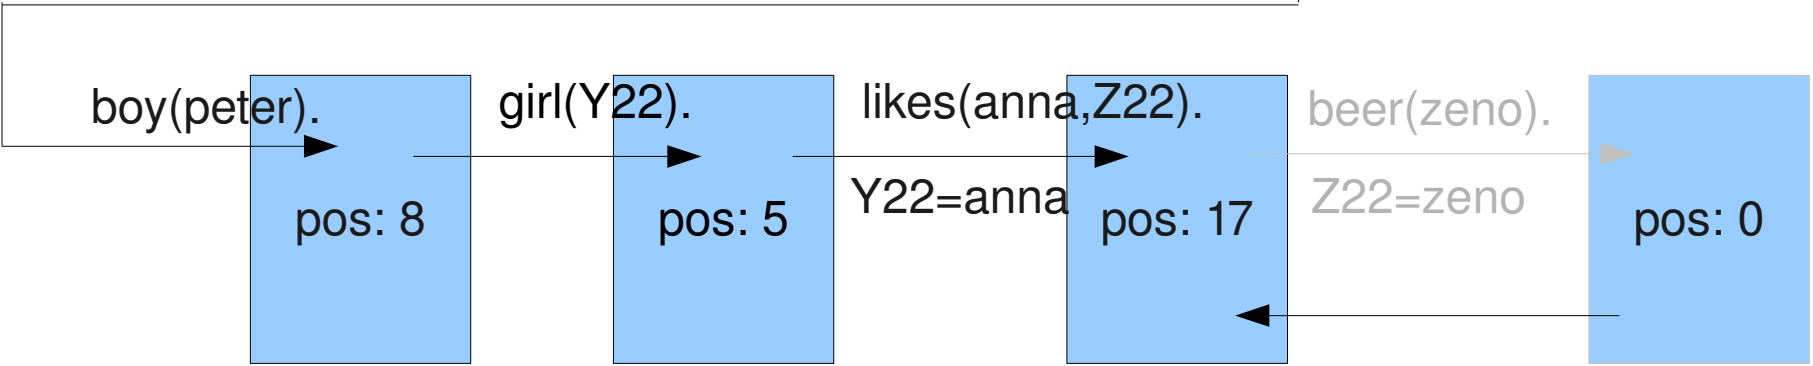 boy(peter).
girl(Y22).
likes(anna,Z22).
beer(zeno).
Y22=anna
Z22=zeno
pos: 8
pos: 5
pos: 17
pos: 0